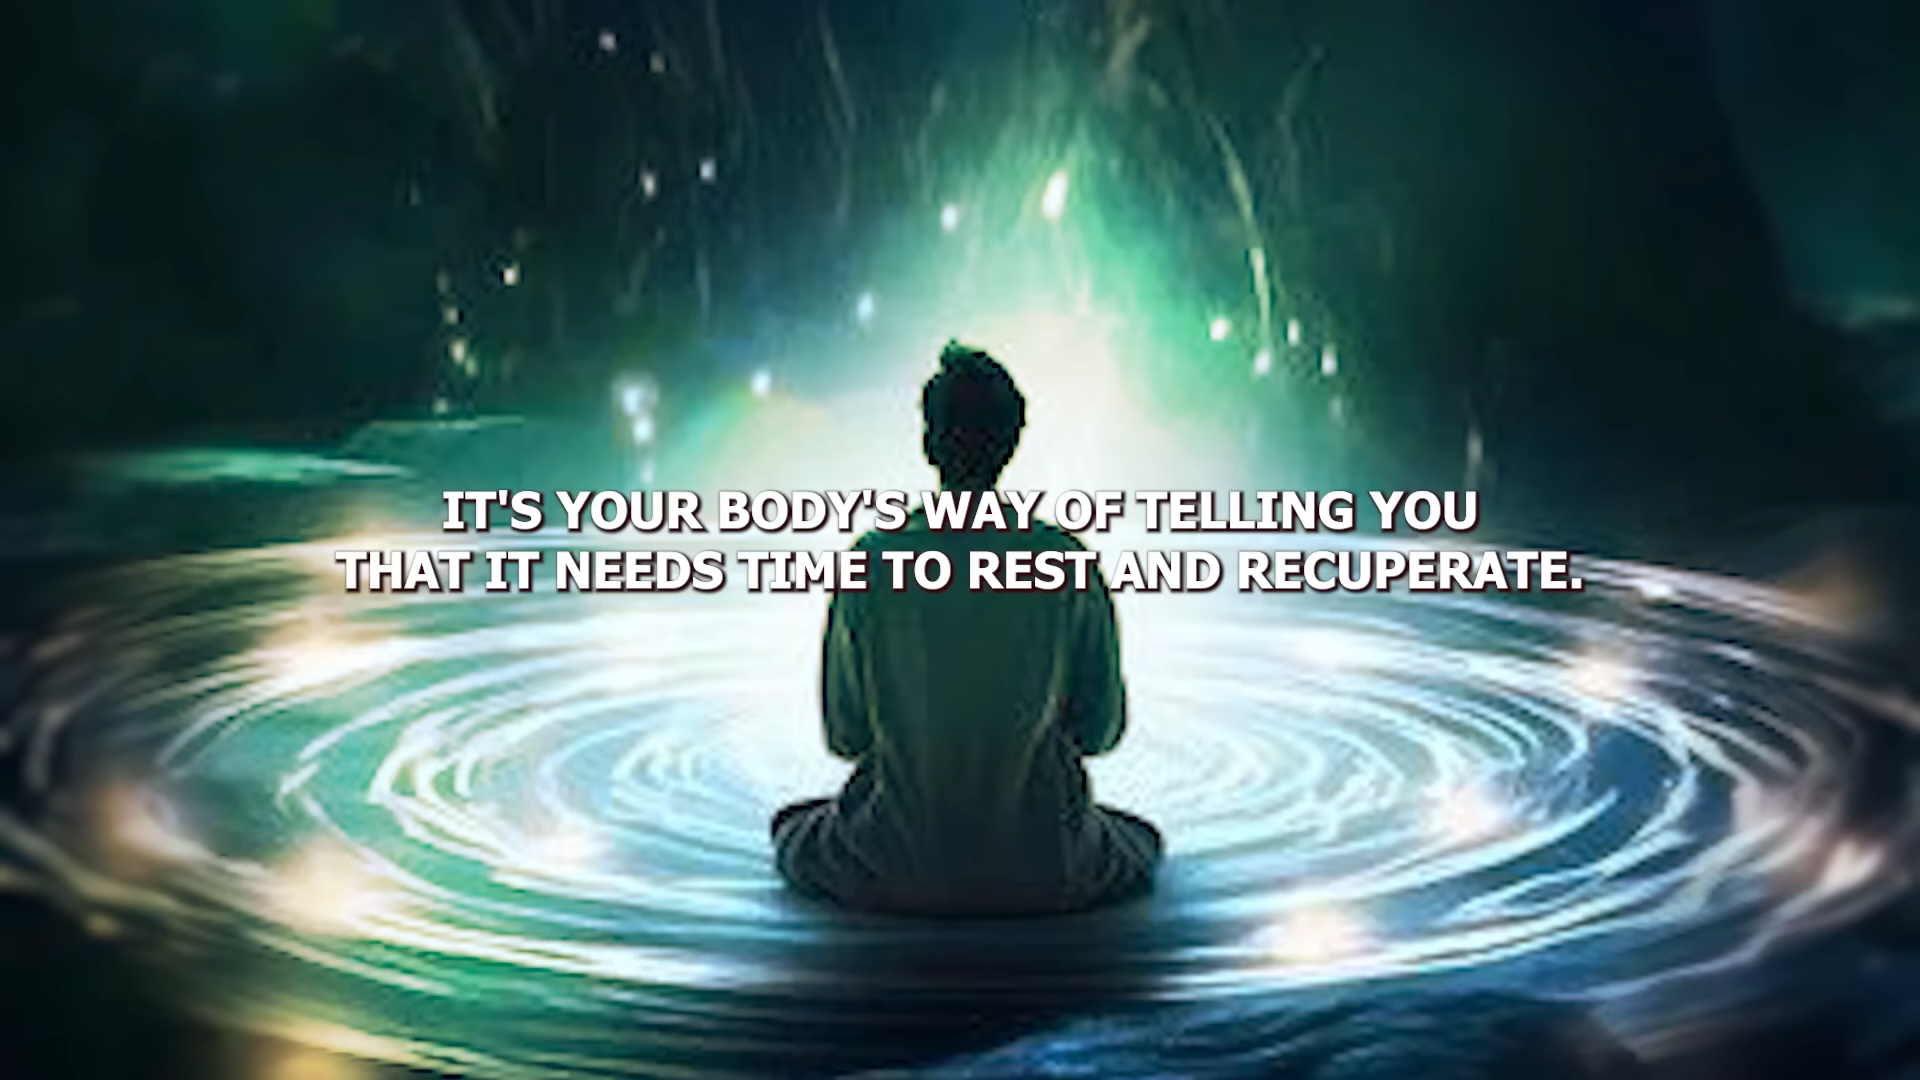 IT'S YOUR BODY'S WAY OF TELLING YOU
THAT IT NEEDS TIME TO REST AND RECUPERATE.